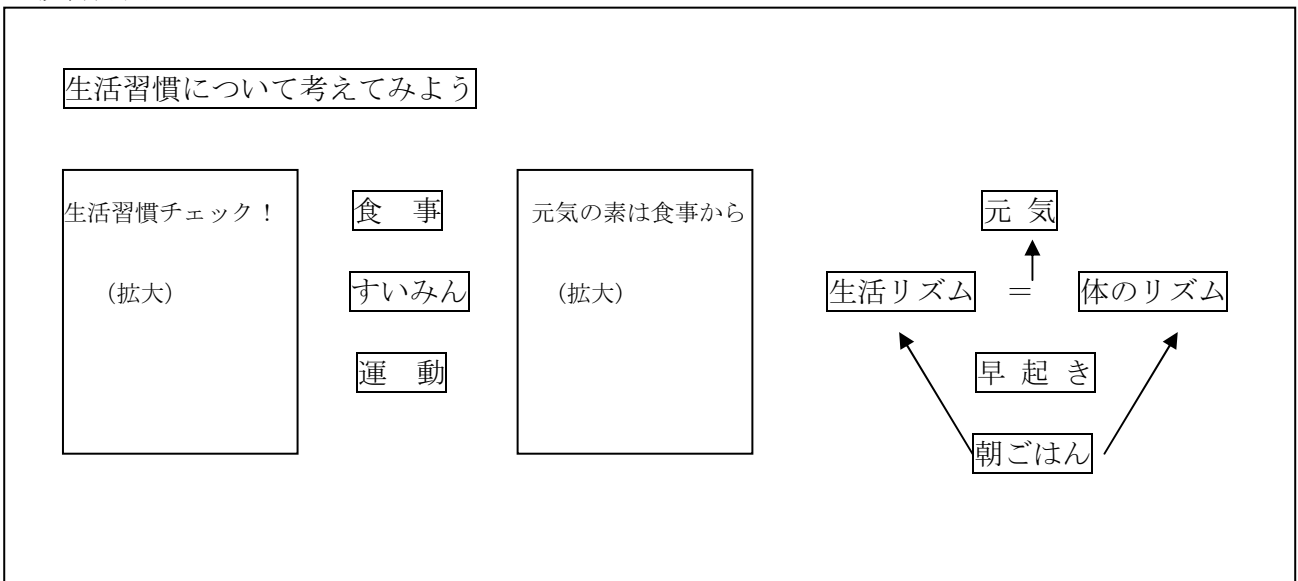 生活習慣について考えてみよう
生活習慣チェック！
（拡大）
食　事
すいみん
運　動
元気の素は食事から
（拡大）
元 気
生活リズム　＝　体のリズム
早 起 き
朝ごはん